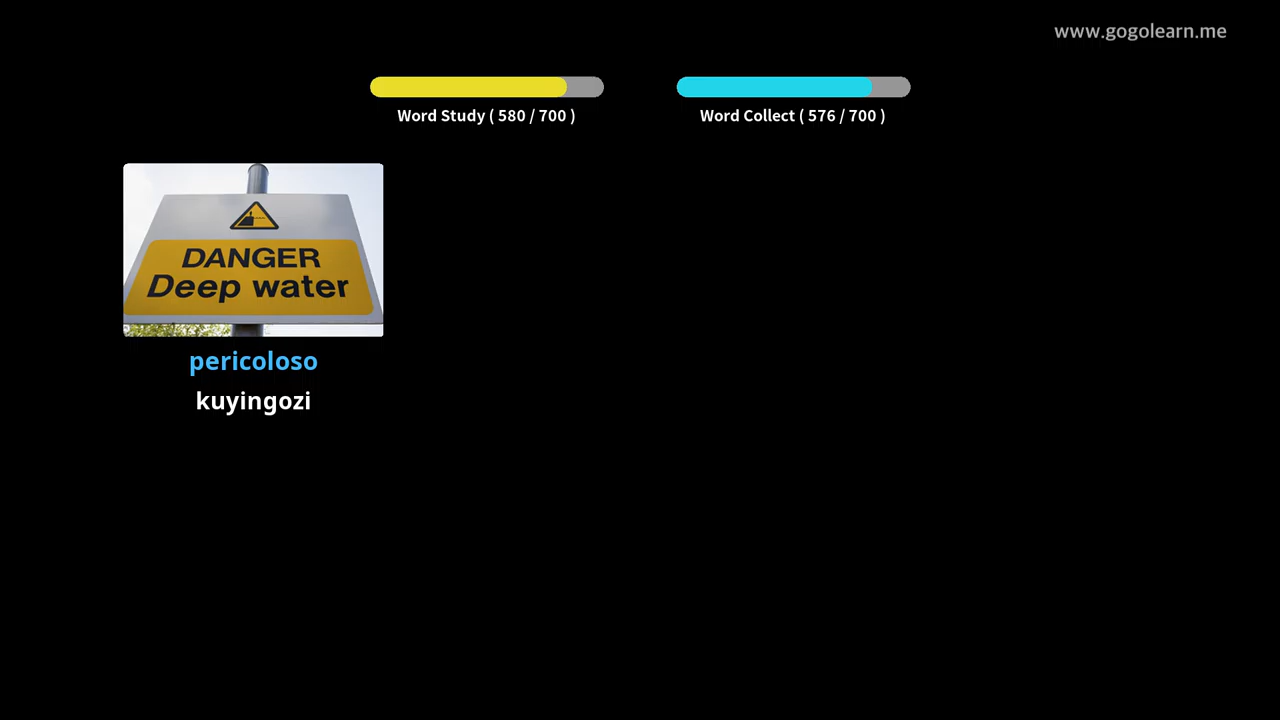 www.gogolearn.me
Word Study ( 580 / 700 )
Word Collect ( 576 / 700 )
DANGER
Deep water
pericoloso
kuyingozi